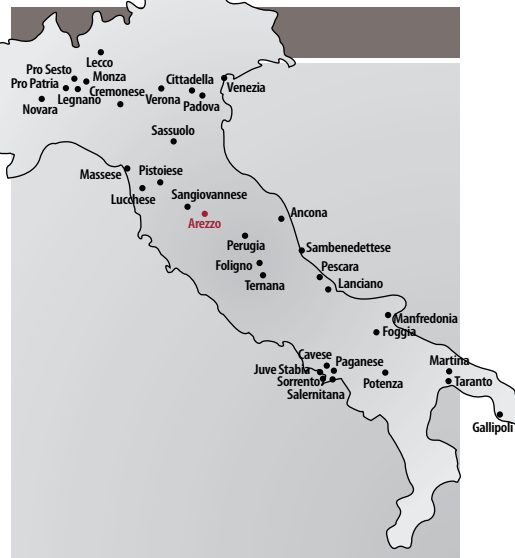 Lecco
Pro Sesto
Monza
Pro Patria
Legnano
Cremonese
Novara
Cittadella
Venezia
Verona
Padova
Sassuolo
Massese
Pistoiese
Lucchese
Sangiovannese
Arezzo
Ancona
Perugia
Sambenedettese
Foligno
Pescara
Ternana
Lanciano
Manfredonia
Foggia
Cavese
Paganese
Martina
Juve Stabia
Sorrento
Potenza
Taranto
Salernitana
Gallipoli